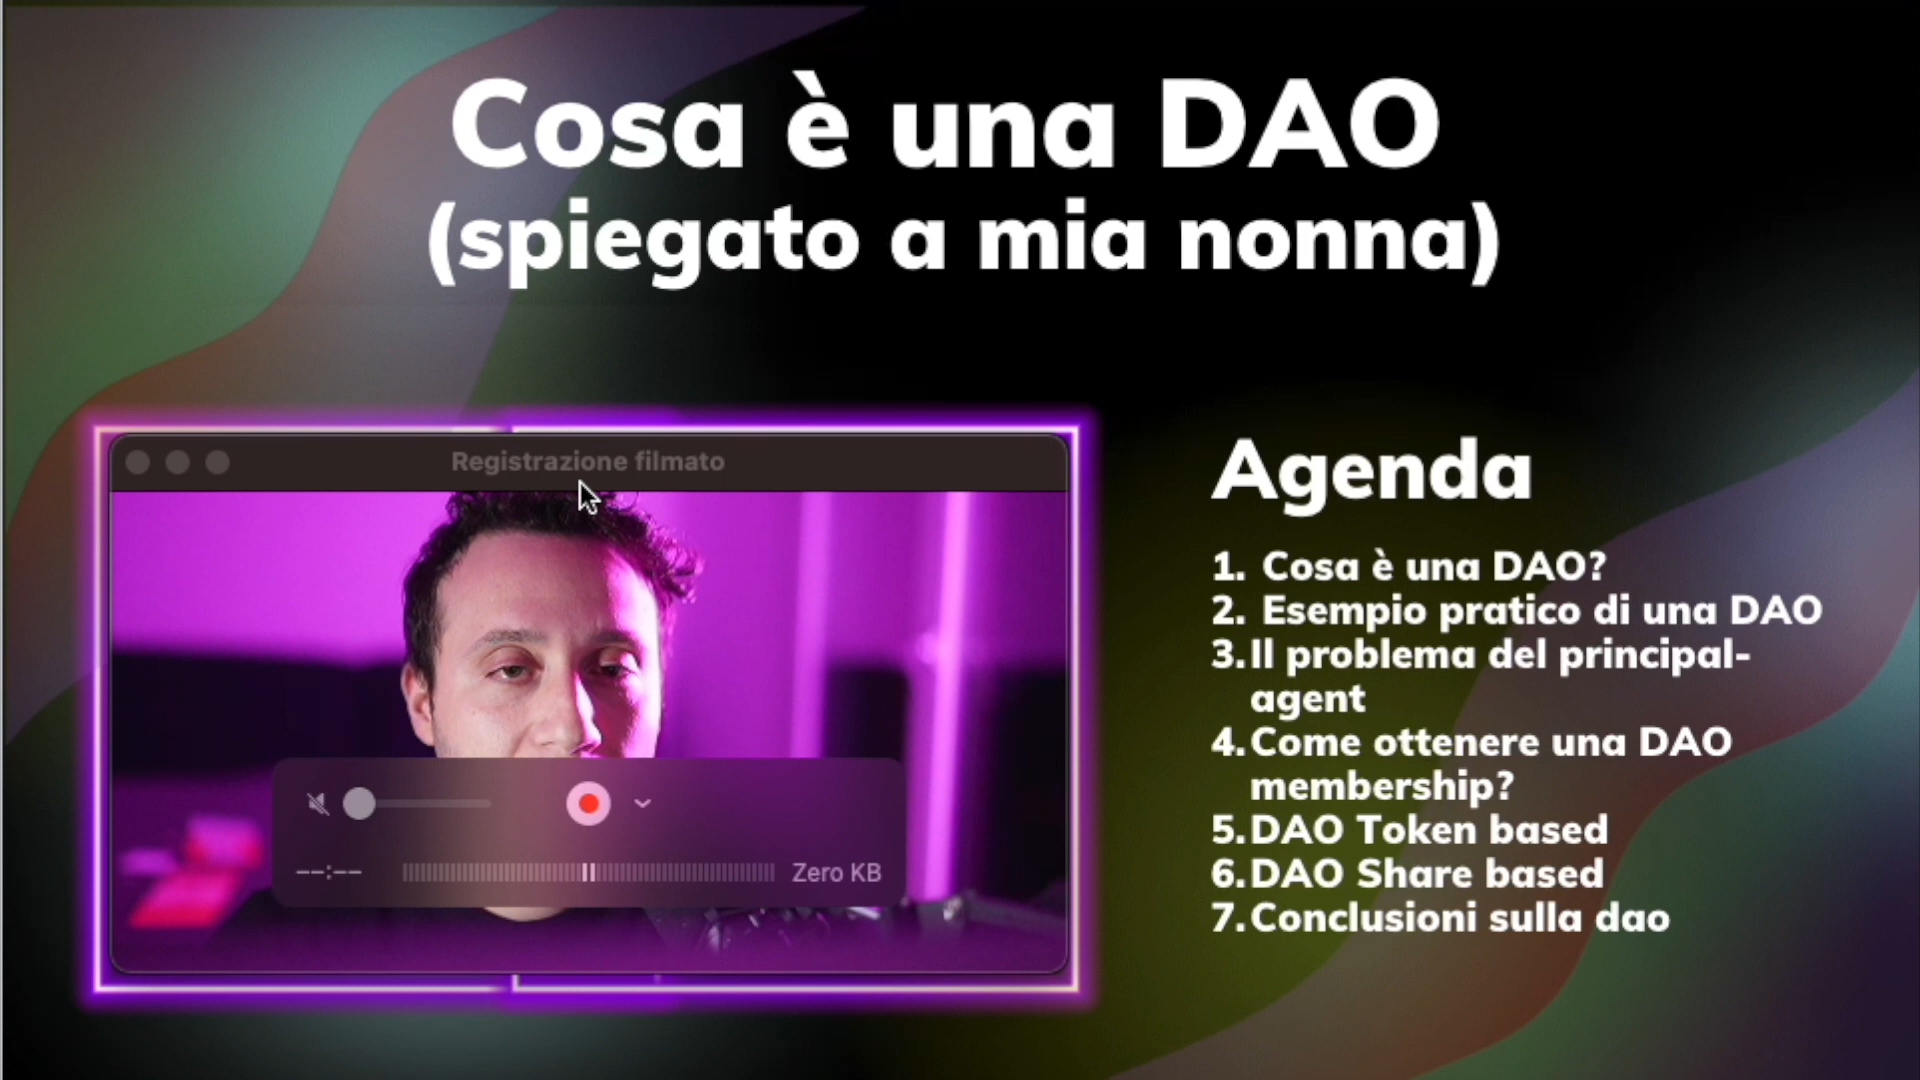 Cosa è una DAO
(spiegato a mia nonna)
Registrazione filmato
--:--
Zero KB
Agenda
1. Cosa è una DAO?
2. Esempio pratico di una DAO
3.Il problema del principal-
agent
4.Come ottenere una DAO
membership?
5.DAO Token based
6.DAO Share based
7.Conclusioni sulla dao